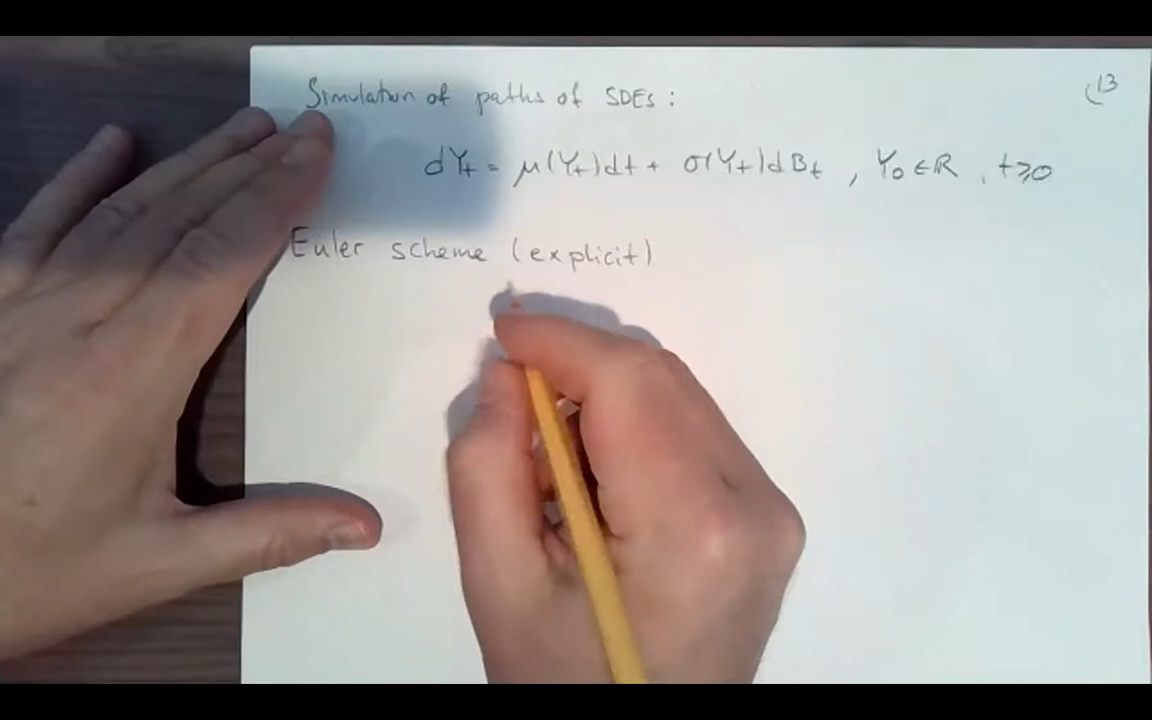 Simulation of paths of SDEs : 13
dYt = μ(Yt)dt + σ(Yt)dBt , Y0 ∈ R , t≥0
Euler scheme (explicit)